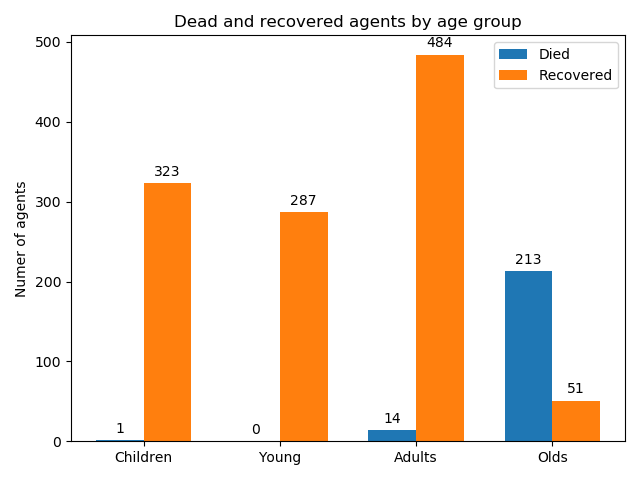 Dead and recovered agents by age group
500
400
300
200
100
0
Numer of agents
Died
Recovered
1
323
0
287
14
484
213
51
Children
Young
Adults
Olds